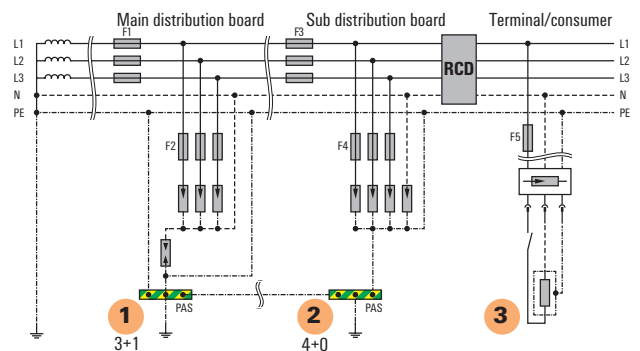 Main distribution board Sub distribution board Terminal/consumer
F1 F3
L1 L1
L2 L2
L3 RCD L3
N N
PE PE
F2 F4 F5
PAS PAS
1 2 3
3+1 4+0